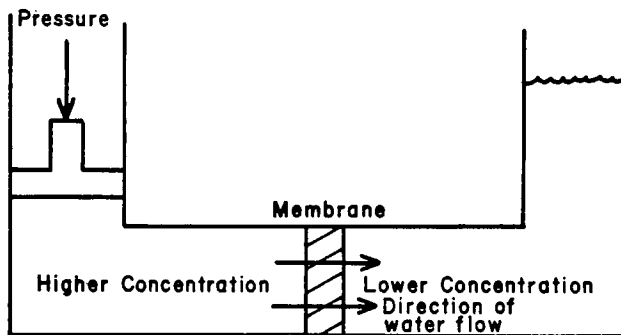 Pressure
Membrane
Higher Concentration
Lower Concentration
Direction of
water flow